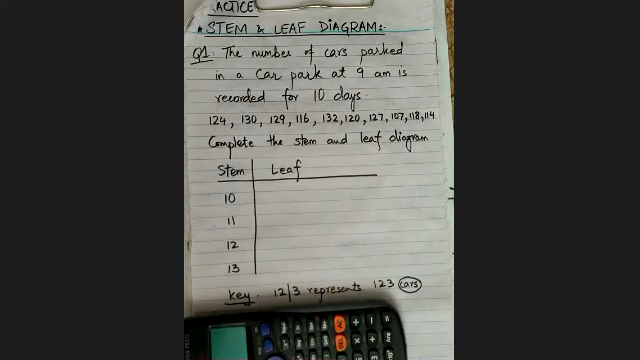 ACTICE
* STEM & LEAF DIAGRAM:-
Q1. The number of cars parked
in a Car park at 9 am is
recorded for 10 days.
124, 130, 129, 116, 132, 120, 127, 107, 118, 114
Complete the stem and leaf diagram
Stem Leaf
10
11
12
13
Key. 12/3 represents 123 cars
AC
DEL